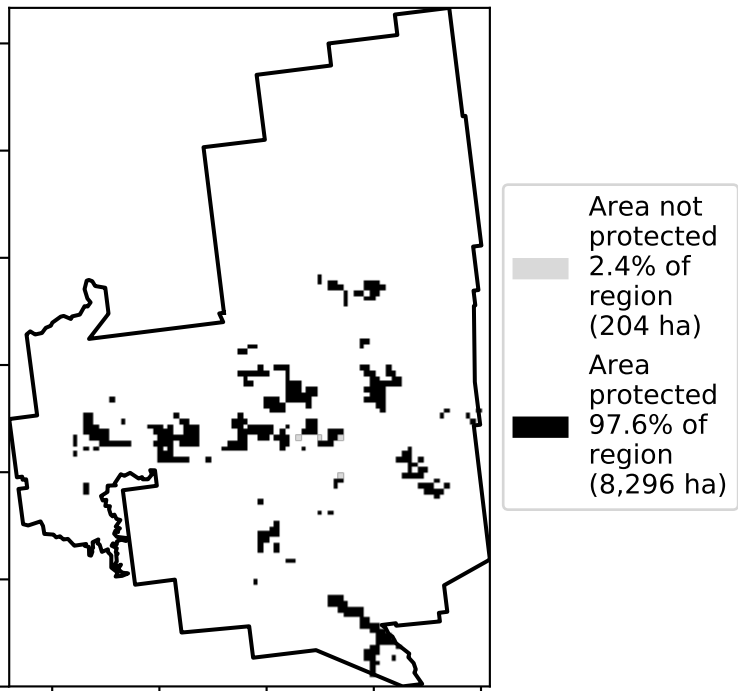 Area not
protected
2.4% of
region
(204 ha)
Area
protected
97.6% of
region
(8,296 ha)